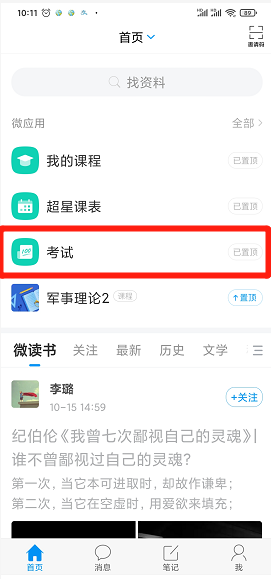 10:11
89
首页
邀请码
找资料
微应用
全部
我的课程
已置顶
超星课表
已置顶
考试
已置顶
军事理论2
课程
置顶
微读书
关注
最新
历史
文学
李璐
10-15 14:59
+关注
纪伯伦《我曾七次鄙视自己的灵魂》|
谁不曾鄙视过自己的灵魂?
第一次，当它本可进取时，却故作谦卑；
第二次，当它在空虚时，用爱欲来填充；
首页
消息
笔记
我